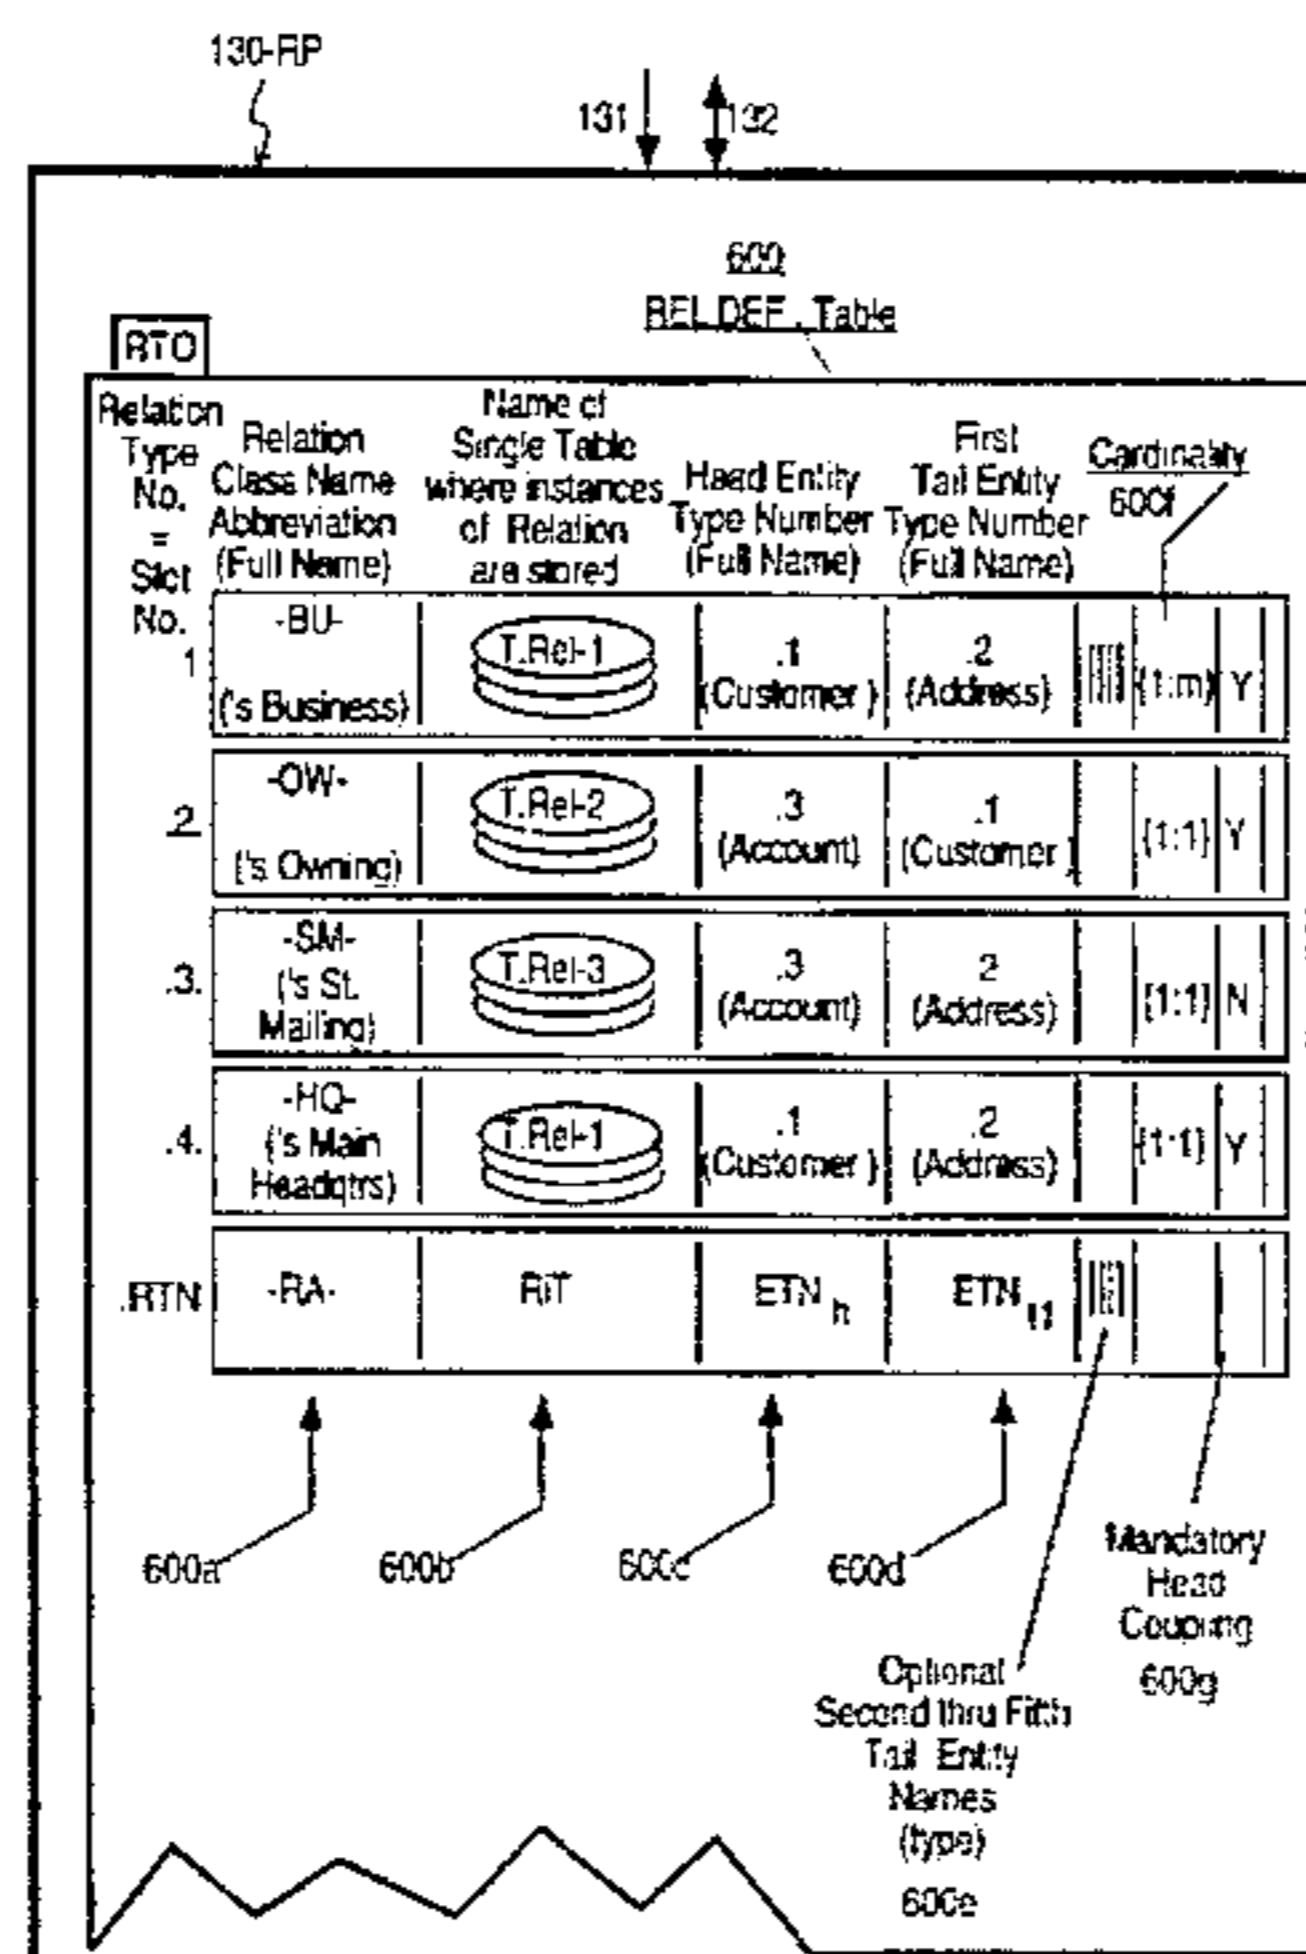 130-RP
131
132
600
REL.DEF. Table
RTO
Relation
Type
No.
=
Slot
No.
Relation
Class Name
Abbreviation
(Full Name)
Name of
Single Table
where instances
of Relation
are stored
Head Entity
Type Number
(Full Name)
First
Tail Entity
Type Number
(Full Name)
Cardinality
600f
1
-BU-
('s Business)
T.Rel-1
.1
(Customer)
.2
(Address)
(1:m)
Y
.2.
-OW-
('s Owning)
T.Rel-2
.3
(Account)
.1
(Customer)
(1:1)
Y
.3.
-SM-
('s St.
Mailing)
T.Rel-3
.3
(Account)
2
(Address)
(1:1)
N
.4.
-HQ-
('s Main
Headqtrs)
T.Rel-1
.1
(Customer)
.2
(Address)
(1:1)
Y
.RTN
-RA-
RiT
ETN h
ETN t1
600a
600b
600c
600d
Mandatory
Head
Coupling
600g
Optional
Second thru Fifth
Tail Entity
Names
(type)
600e